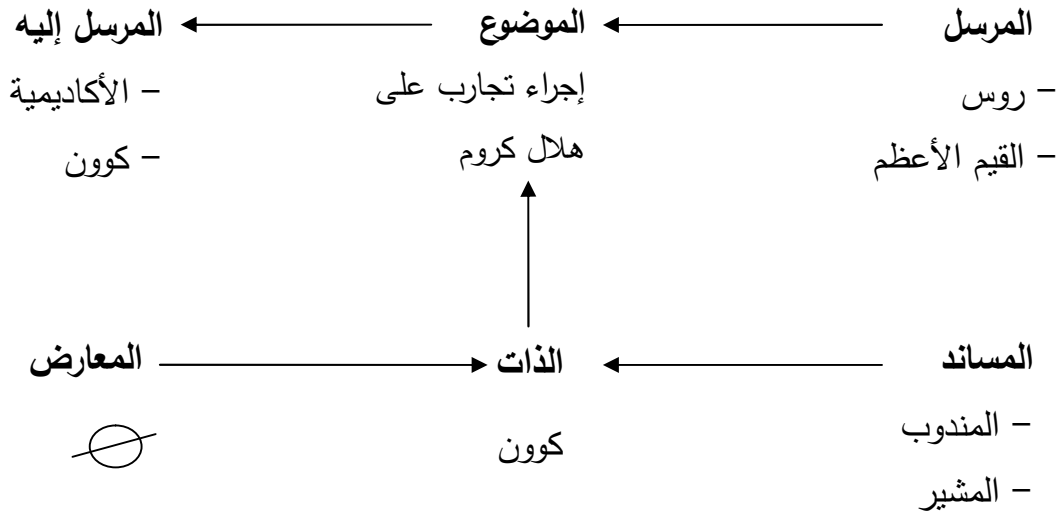 المرسل
الموضوع
المرسل إليه
– روس
– القيم الأعظم
إجراء تجارب على
هلال كروم
– الأكاديمية
– كوون
المساند
الذات
المعارض
– المندوب
– المشير
كوون